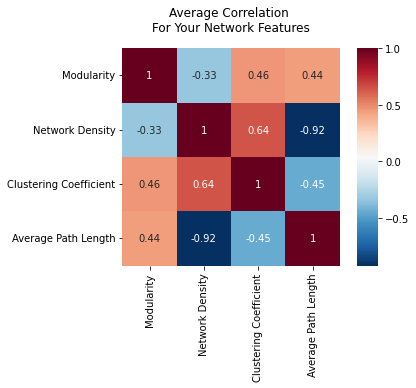 Average Correlation
For Your Network Features
Modularity
1
-0.33
0.46
0.44
Network Density
-0.33
1
0.64
-0.92
Clustering Coefficient
0.46
0.64
1
-0.45
Average Path Length
0.44
-0.92
-0.45
1
Modularity
Network Density
Clustering Coefficient
Average Path Length
1.0
0.5
0.0
−0.5